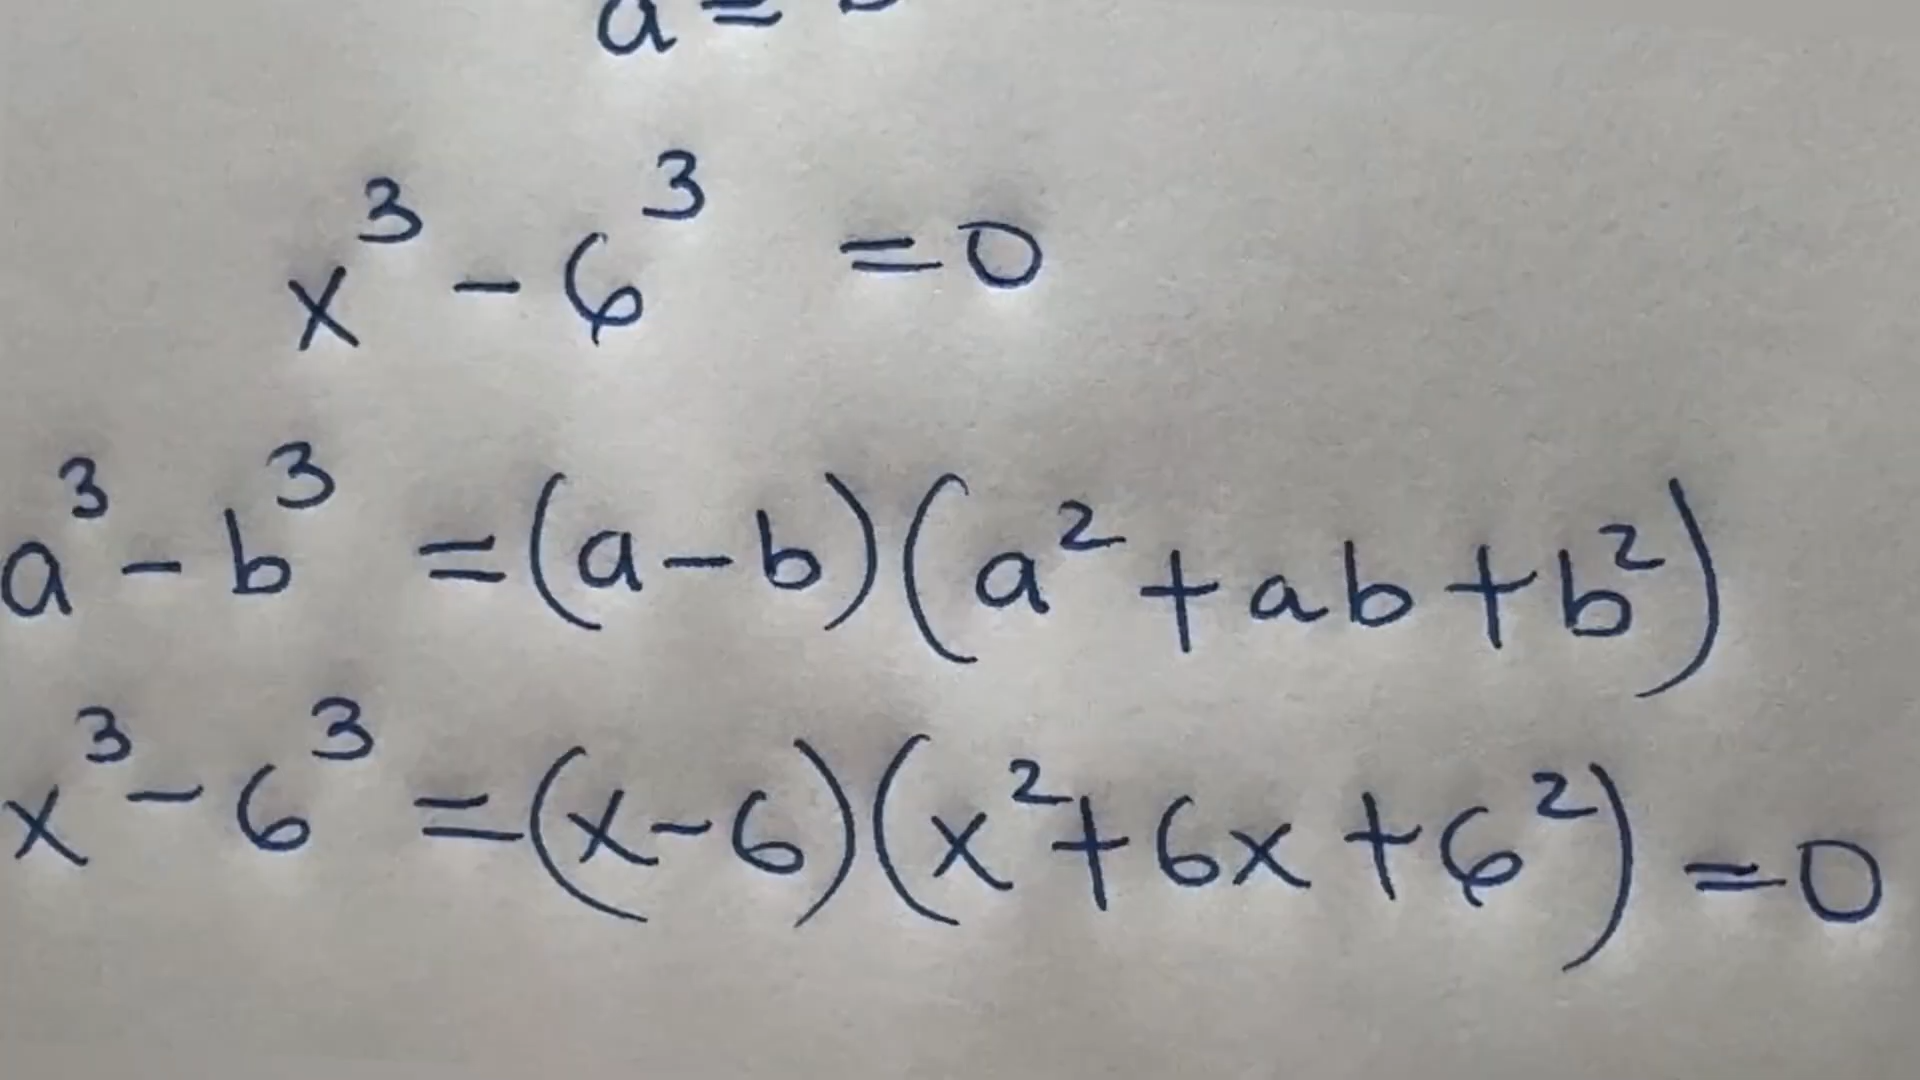 a =
x³ - 6³ = 0
a³ - b³ = (a - b)(a² + ab + b²)
x³ - 6³ = (x - 6)(x² + 6x + 6²) = 0